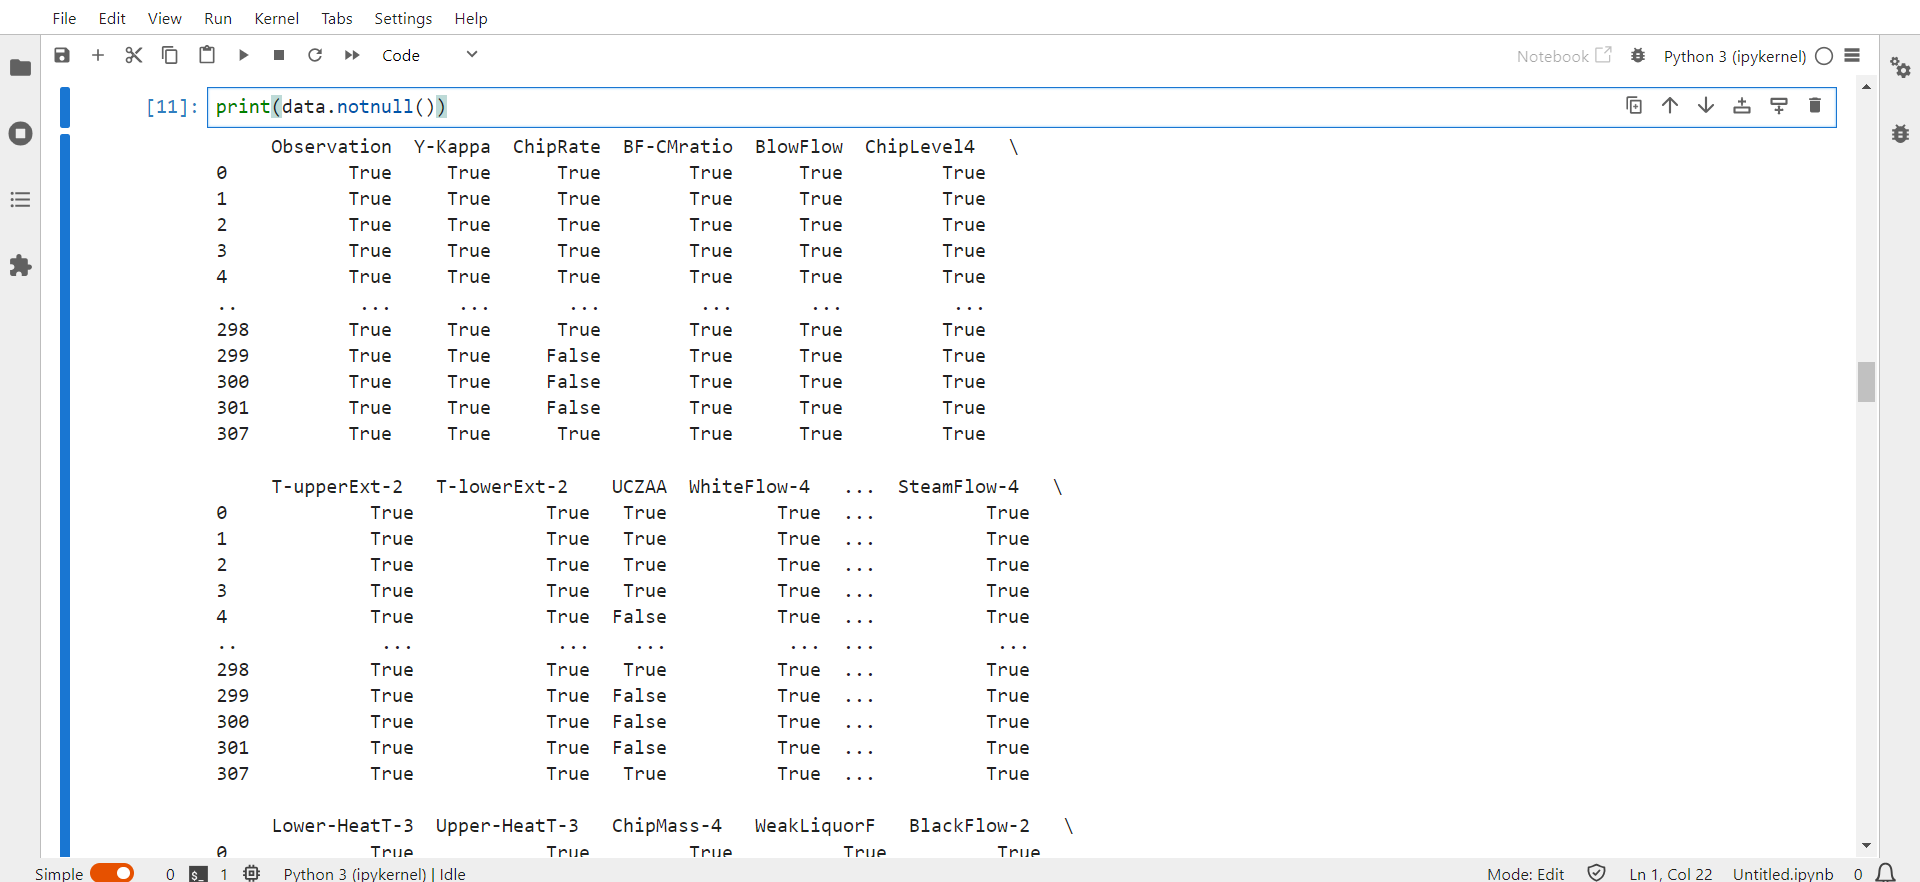 File Edit View Run Kernel Tabs Settings Help
Code Notebook Python 3 (ipykernel)
[11]: print(data.notnull())
Observation Y-Kappa ChipRate BF-CMratio BlowFlow ChipLevel4 \
0 True True True True True True
1 True True True True True True
2 True True True True True True
3 True True True True True True
4 True True True True True True
.. ... ... ... ... ... ...
298 True True True True True True
299 True True False True True True
300 True True False True True True
301 True True False True True True
307 True True True True True True
T-upperExt-2 T-lowerExt-2 UCZAA WhiteFlow-4 ... SteamFlow-4 \
0 True True True True ... True
1 True True True True ... True
2 True True True True ... True
3 True True True True ... True
4 True True False True ... True
.. ... ... ... ... ... ...
298 True True True True ... True
299 True True False True ... True
300 True True False True ... True
301 True True False True ... True
307 True True True True ... True
Lower-HeatT-3 Upper-HeatT-3 ChipMass-4 WeakLiquorF BlackFlow-2 \
0 True True True True True
Simple 0 $_ 1 Python 3 (ipykernel) | Idle Mode: Edit Ln 1, Col 22 Untitled.ipynb 0